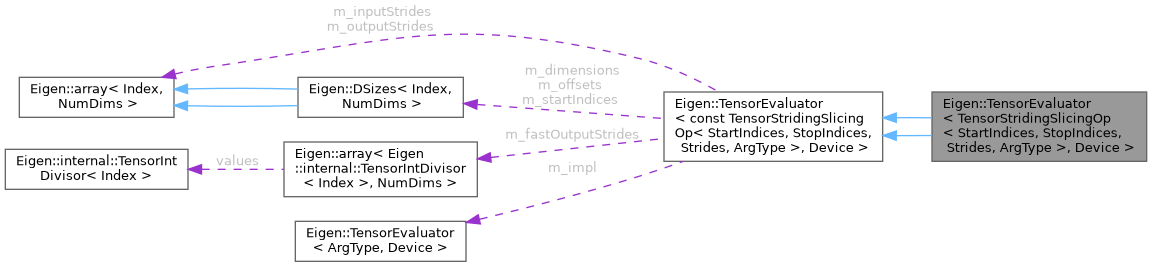 m_inputStrides
m_outputStrides
Eigen::array< Index,
NumDims >
Eigen::DSizes< Index,
NumDims >
m_dimensions
m_offsets
m_startIndices
Eigen::TensorEvaluator
< const TensorStridingSlicing
Op< StartIndices, StopIndices,
Strides, ArgType >, Device >
Eigen::TensorEvaluator
< TensorStridingSlicingOp
< StartIndices, StopIndices,
Strides, ArgType >, Device >
m_fastOutputStrides
Eigen::internal::TensorInt
Divisor< Index >
values
Eigen::array< Eigen
::internal::TensorIntDivisor
< Index >, NumDims >
m_impl
Eigen::TensorEvaluator
< ArgType, Device >